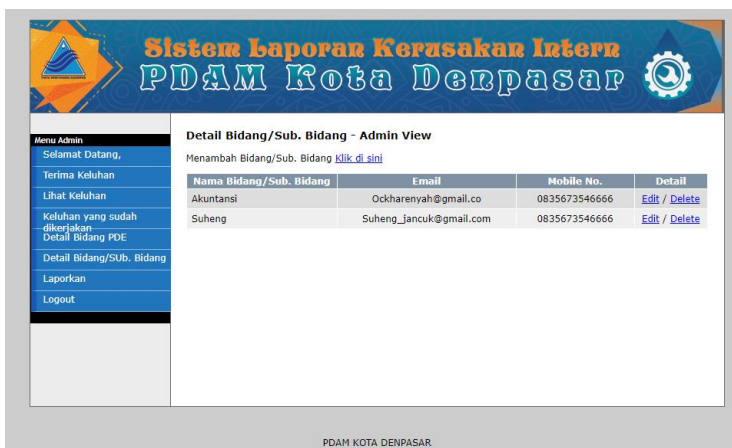 Sistem Laporan Kerusakan Intern
PDAM Kota Denpasar
Menu Admin
Selamat Datang,
Terima Keluhan
Lihat Keluhan
Keluhan yang sudah
dikerjakan
Detail Bidang PDE
Detail Bidang/SUb. Bidang
Laporkan
Logout
Detail Bidang/Sub. Bidang - Admin View
Menambah Bidang/Sub. Bidang Klik di sini
Nama Bidang/Sub. Bidang Email Mobile No. Detail
Akuntansi Ockharenyah@gmail.co 0835673546666 Edit / Delete
Suheng Suheng_jancuk@gmail.com 0835673546666 Edit / Delete
PDAM KOTA DENPASAR